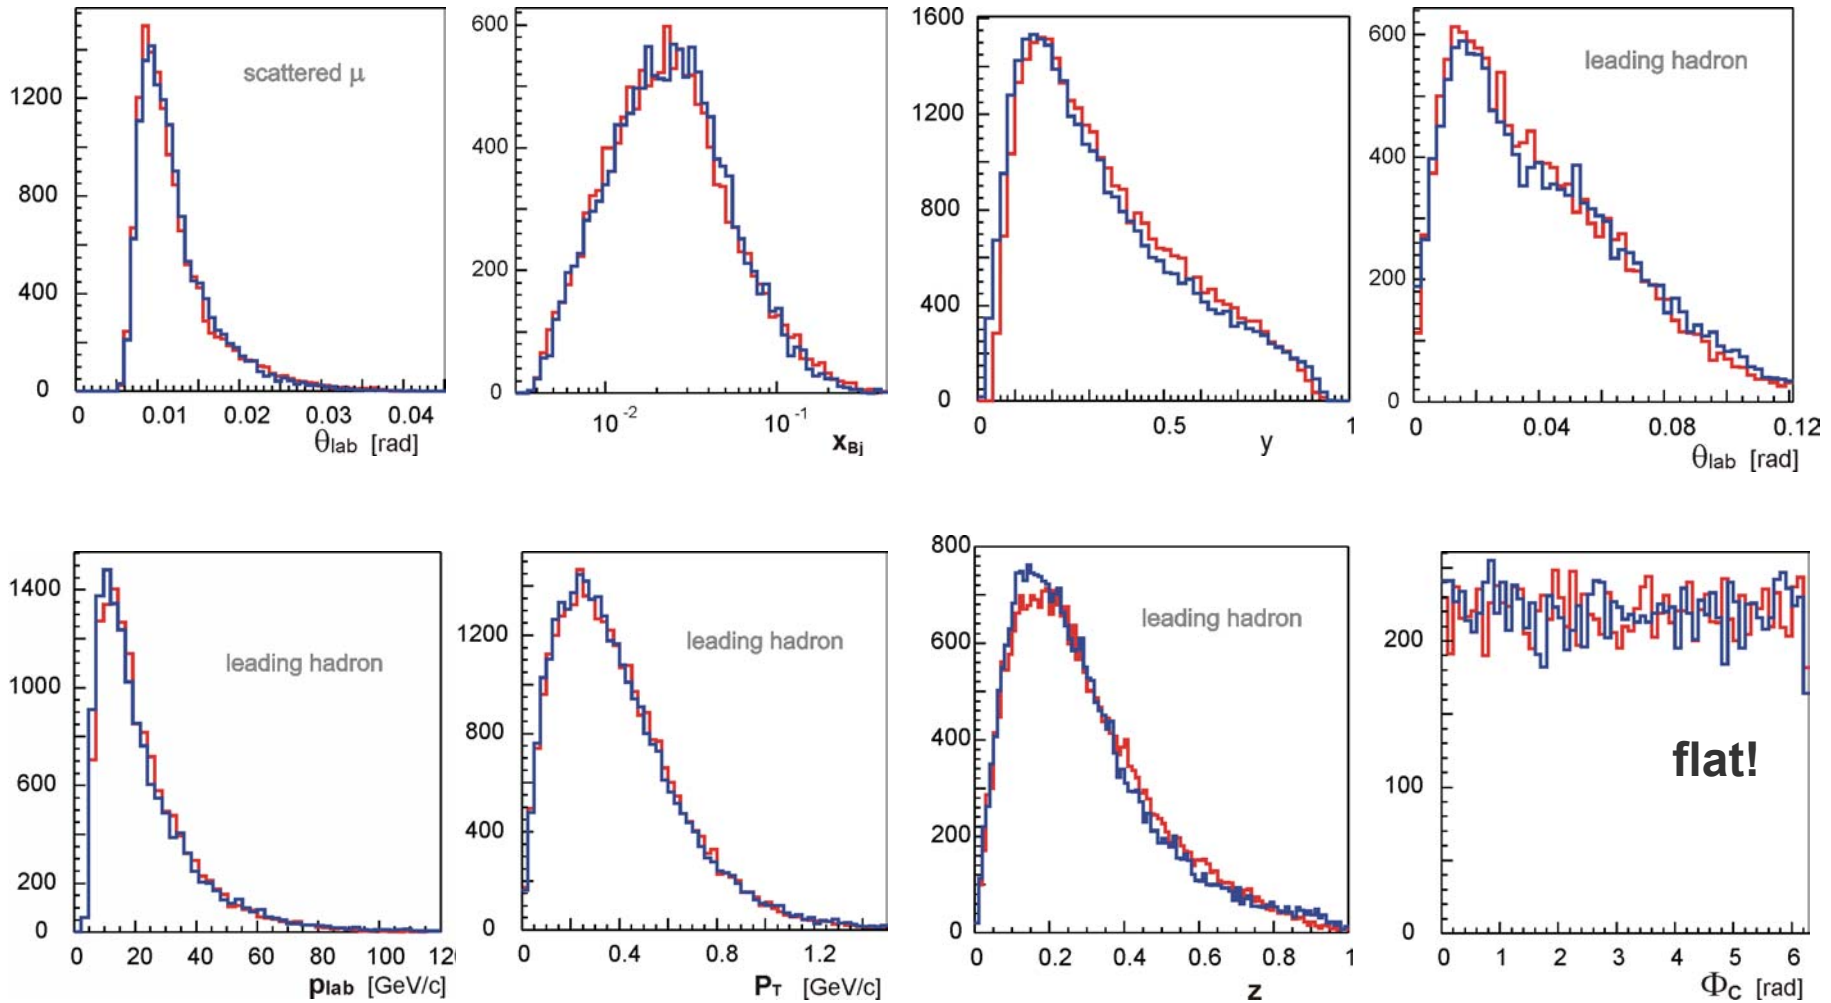 1200
800
400
0
scattered μ
0 0.01 0.02 0.03 0.04
θlab [rad]
600
400
200
0
10-2 10-1
xBj
1600
1200
800
400
0
0 0.5 1
y
600
400
200
0
leading hadron
0 0.04 0.08 0.12
θlab [rad]
1400
1000
600
200
0
leading hadron
0 20 40 60 80 100 120
plab [GeV/c]
1200
800
400
0
leading hadron
0 0.4 0.8 1.2
PT [GeV/c]
800
600
400
200
0
leading hadron
0 0.2 0.4 0.6 0.8 1
z
200
100
0
flat!
0 1 2 3 4 5 6
ΦC [rad]